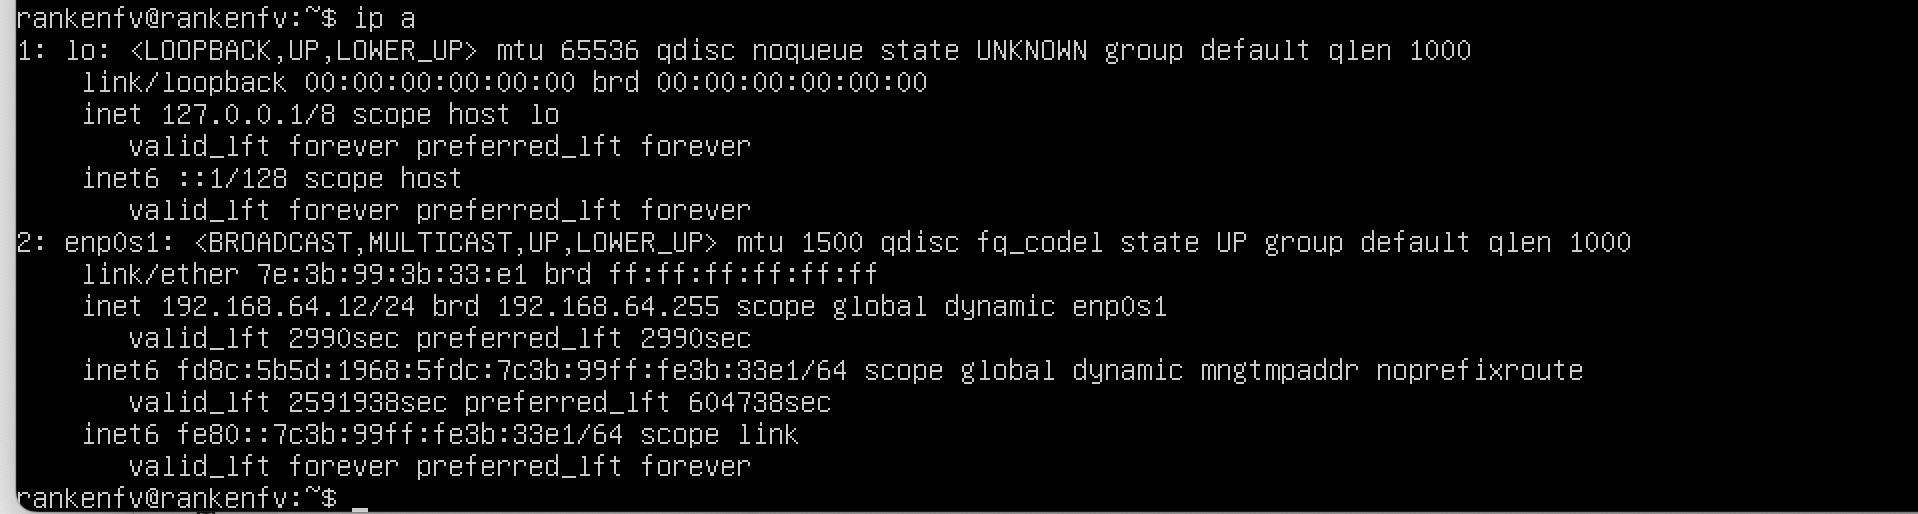 rankenfv@rankenfv:~$ ip a
1: lo: <LOOPBACK,UP,LOWER_UP> mtu 65536 qdisc noqueue state UNKNOWN group default qlen 1000
    link/loopback 00:00:00:00:00:00 brd 00:00:00:00:00:00
    inet 127.0.0.1/8 scope host lo
       valid_lft forever preferred_lft forever
    inet6 ::1/128 scope host
       valid_lft forever preferred_lft forever
2: enp0s1: <BROADCAST,MULTICAST,UP,LOWER_UP> mtu 1500 qdisc fq_codel state UP group default qlen 1000
    link/ether 7e:3b:99:3b:33:e1 brd ff:ff:ff:ff:ff:ff
    inet 192.168.64.12/24 brd 192.168.64.255 scope global dynamic enp0s1
       valid_lft 2990sec preferred_lft 2990sec
    inet6 fd8c:5b5d:1968:5fdc:7c3b:99ff:fe3b:33e1/64 scope global dynamic mngtmpaddr noprefixroute
       valid_lft 2591938sec preferred_lft 604738sec
    inet6 fe80::7c3b:99ff:fe3b:33e1/64 scope link
       valid_lft forever preferred_lft forever
rankenfv@rankenfv:~$ _